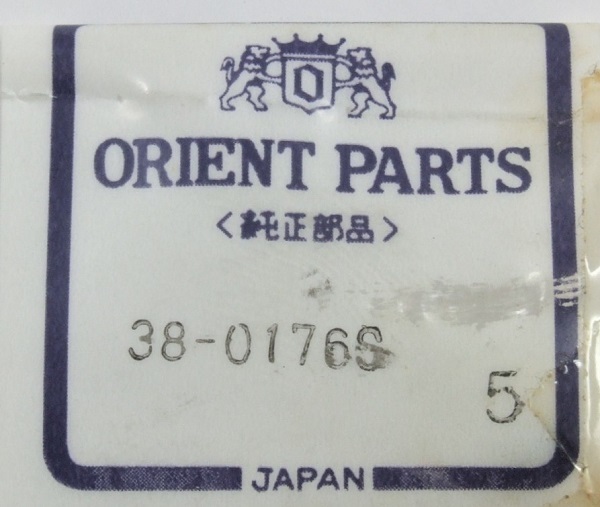 O
ORIENT PARTS
<純正部品>
38-0176S
5
JAPAN